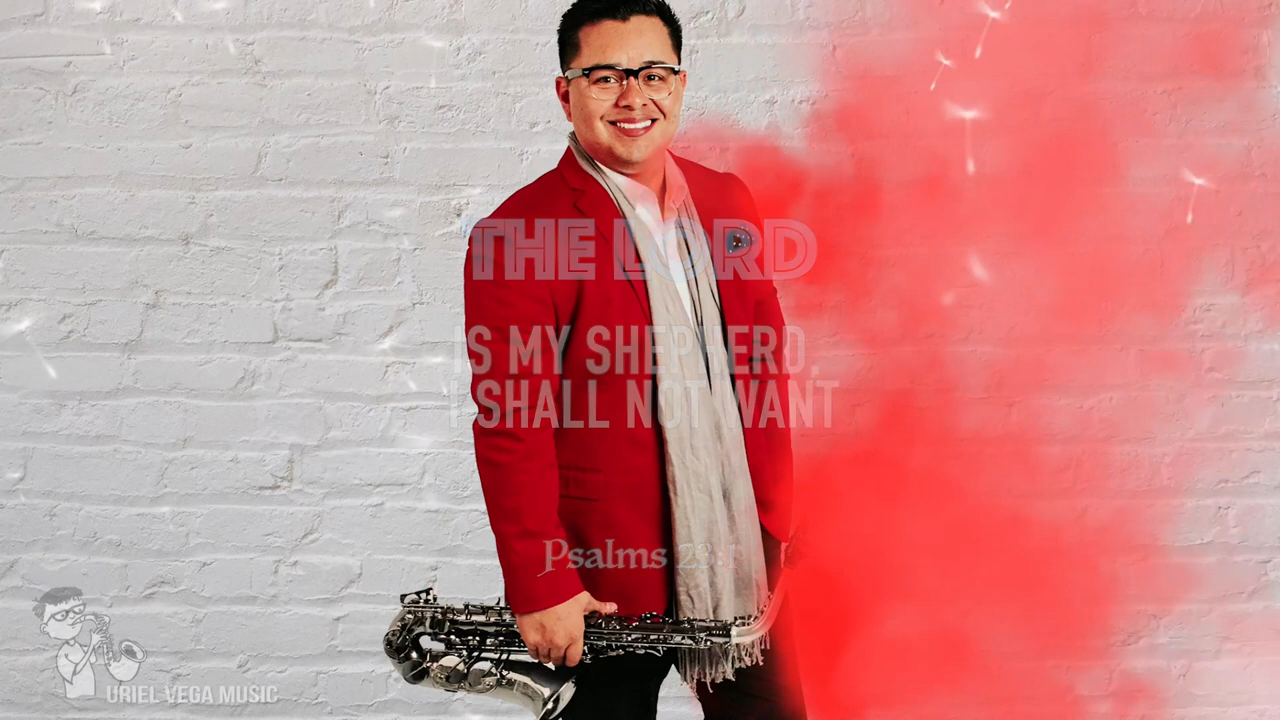 THE LORD
IS MY SHEPHERD,
I SHALL NOT WANT
Psalms 23:1
URIEL VEGA MUSIC